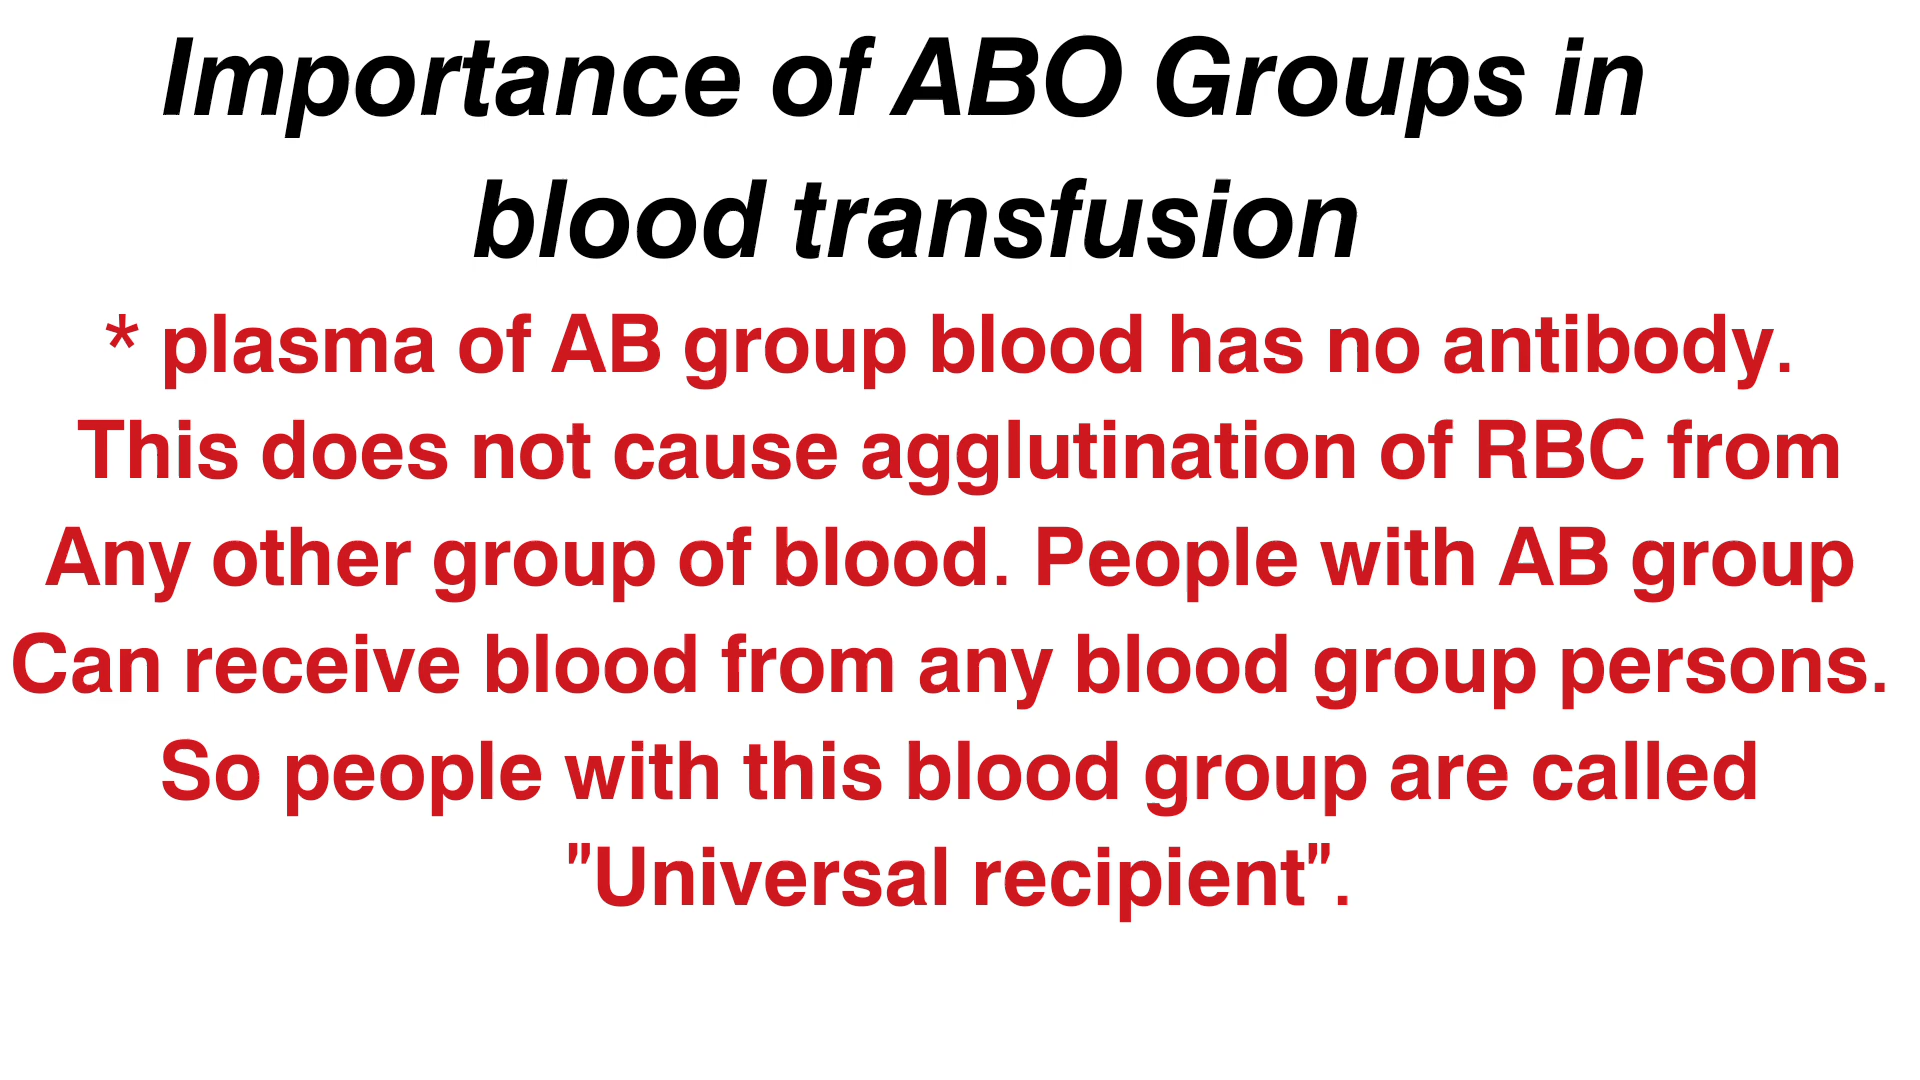 Importance of ABO Groups in
blood transfusion
* plasma of AB group blood has no antibody.
This does not cause agglutination of RBC from
Any other group of blood. People with AB group
Can receive blood from any blood group persons.
So people with this blood group are called
"Universal recipient".